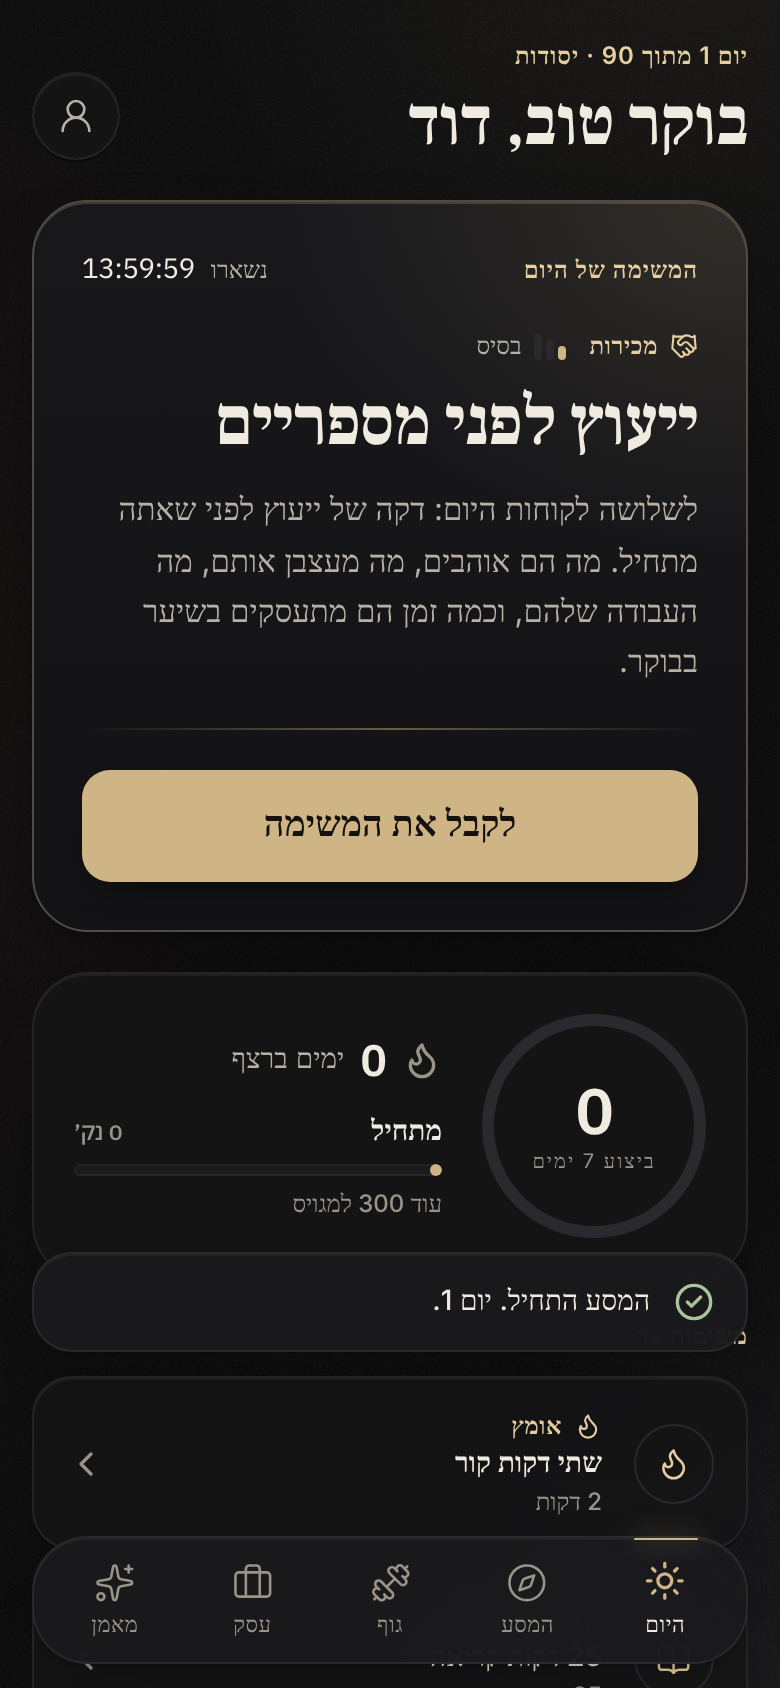 יום 1 מתוך 90 · יסודות
בוקר טוב, דוד
המשימה של היום
נשארו 13:59:59
מכירות
בסיס
ייעוץ לפני מספריים
לשלושה לקוחות היום: דקה של ייעוץ לפני שאתה
מתחיל. מה הם אוהבים, מה מעצבן אותם, מה
העבודה שלהם, וכמה זמן הם מתעסקים בשיער
בבוקר.
לקבל את המשימה
0
ביצוע 7 ימים
0 ימים ברצף
מתחיל
0 נק׳
עוד 300 למגויס
המסע התחיל. יום 1.
אומץ
שתי דקות קור
2 דקות
היום
המסע
גוף
עסק
מאמן